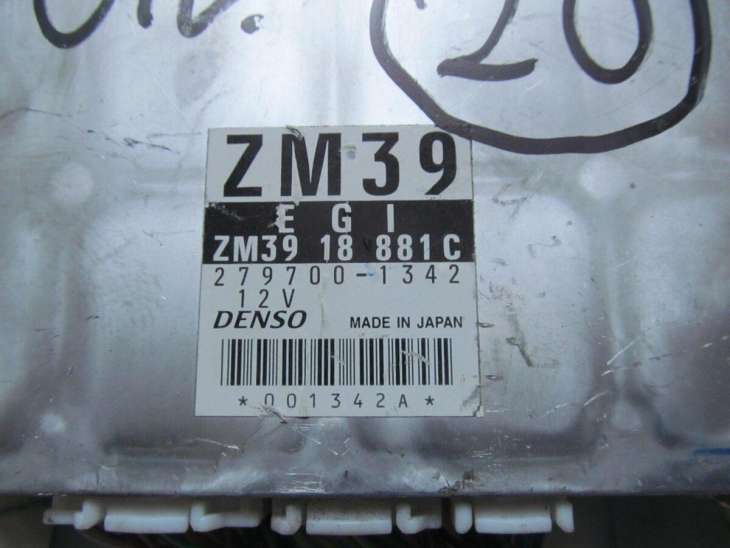 20
ZM39
EGI
ZM39 18 881C
279700-1342
12V
DENSO MADE IN JAPAN
*001342A*